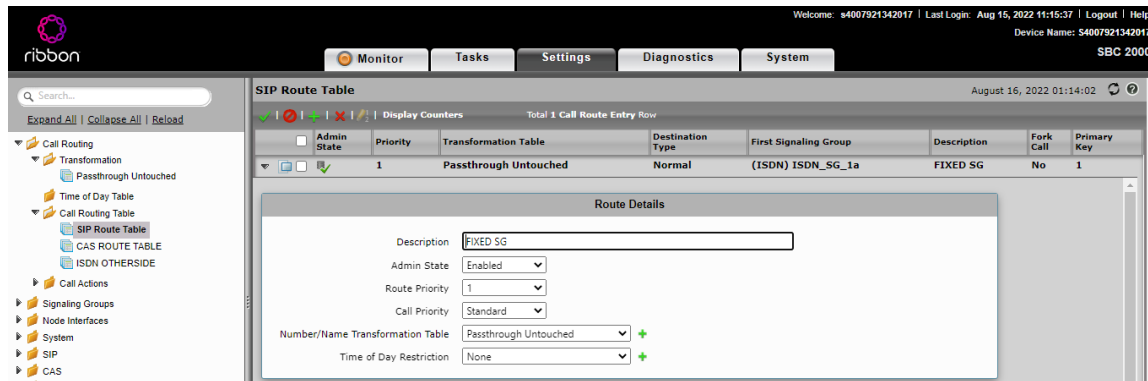 Welcome: s4007921342017 | Last Login: Aug 15, 2022 11:15:37 | Logout | Help
Device Name: S4007921342017
SBC 2000
ribbon
Monitor Tasks Settings Diagnostics System
Search...
Expand All | Collapse All | Reload
Call Routing
Transformation
Passthrough Untouched
Time of Day Table
Call Routing Table
SIP Route Table
CAS ROUTE TABLE
ISDN OTHERSIDE
Call Actions
Signaling Groups
Node Interfaces
System
SIP
CAS
SIP Route Table August 16, 2022 01:14:02
| | | | | Display Counters Total 1 Call Route Entry Row
Admin State Priority Transformation Table Destination Type First Signaling Group Description Fork Call Primary Key
1 Passthrough Untouched Normal (ISDN) ISDN_SG_1a FIXED SG No 1
Route Details
Description FIXED SG
Admin State Enabled
Route Priority 1
Call Priority Standard
Number/Name Transformation Table Passthrough Untouched
Time of Day Restriction None